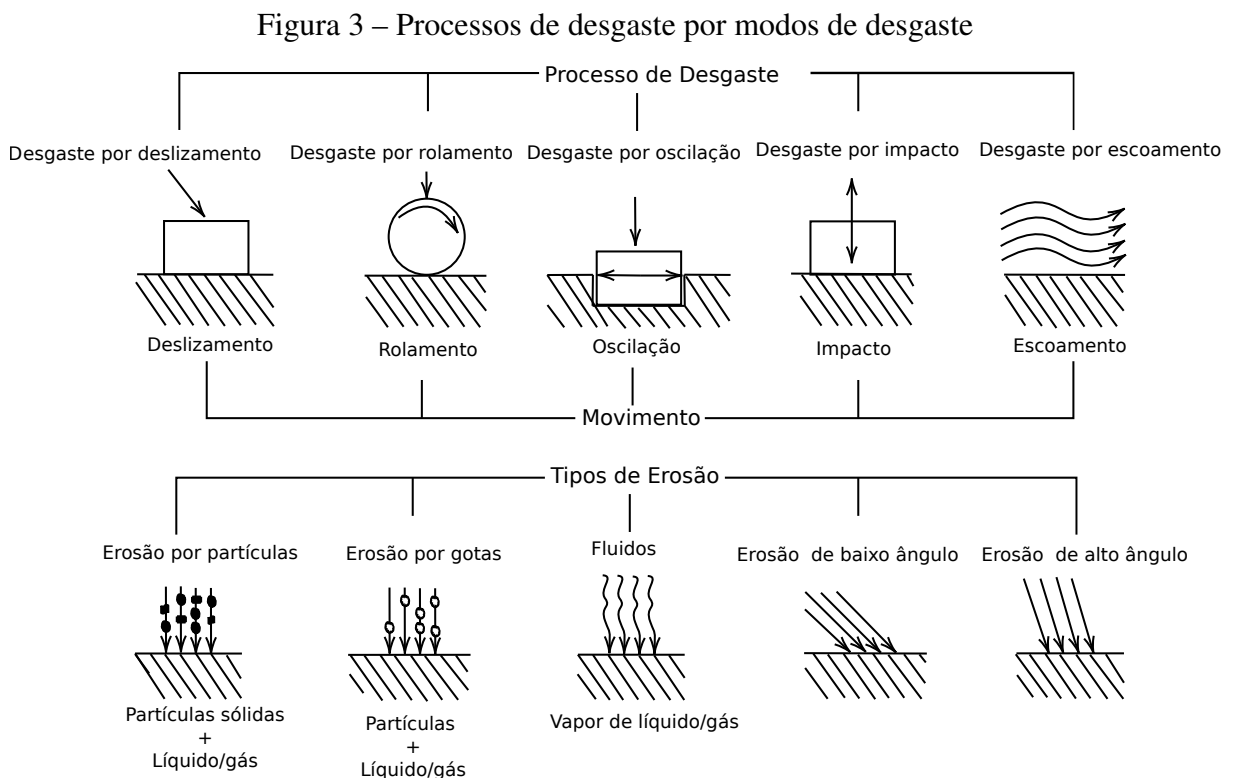 Figura 3 – Processos de desgaste por modos de desgaste
Processo de Desgaste
Desgaste por deslizamento
Desgaste por rolamento
Desgaste por oscilação
Desgaste por impacto
Desgaste por escoamento
Deslizamento
Rolamento
Oscilação
Impacto
Escoamento
Movimento
Tipos de Erosão
Erosão por partículas
Erosão por gotas
Fluidos
Erosão de baixo ângulo
Erosão de alto ângulo
Partículas sólidas
+
Líquido/gás
Partículas
+
Líquido/gás
Vapor de líquido/gás